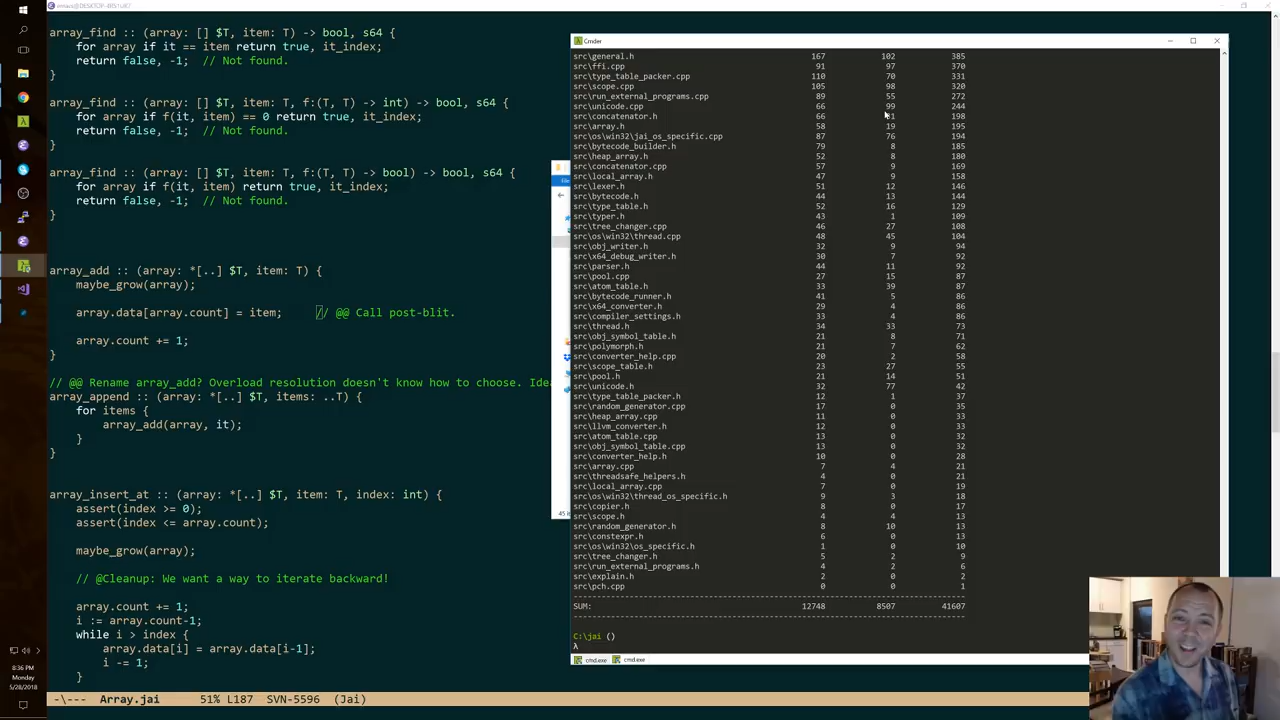 array_find :: (array: [] $T, item: T) -> bool, s64 {
for array if it == item return true, it_index;
return false, -1;  // Not found.
}
array_find :: (array: [] $T, item: T, f:(T, T) -> int) -> bool, s64 {
for array if f(it, item) == 0 return true, it_index;
return false, -1;  // Not found.
}
array_find :: (array: [] $T, item: T, f:(T, T) -> bool) -> bool, s64 {
for array if f(it, item) return true, it_index;
return false, -1;  // Not found.
}
array_add :: (array: *[..] $T, item: T) {
maybe_grow(array);
array.data[array.count] = item;     // @@ Call post-blit.
array.count += 1;
}
// @@ Rename array_add? Overload resolution doesn't know how to choose. Idea
array_append :: (array: *[..] $T, items: ..T) {
for items {
array_add(array, it);
}
}
array_insert_at :: (array: *[..] $T, item: T, index: int) {
assert(index >= 0);
assert(index <= array.count);
maybe_grow(array);
// @Cleanup: We want a way to iterate backward!
array.count += 1;
i := array.count-1;
while i > index {
array.data[i] = array.data[i-1];
i -= 1;
}
-\---  Array.jai      51% L187   SVN-5596  (Jai)
Cmder
src\general.h 167 102 385
src\ffi.cpp 91 97 370
src\type_table_packer.cpp 110 70 331
src\scope.cpp 105 98 320
src\run_external_programs.cpp 89 55 272
src\unicode.cpp 66 99 244
src\concatenator.h 66 198
src\array.h 58 19 195
src\os\win32\jai_os_specific.cpp 87 76 194
src\bytecode_builder.h 79 8 185
src\heap_array.h 52 8 180
src\concatenator.cpp 57 9 169
src\local_array.h 47 9 158
src\lexer.h 51 12 146
src\bytecode.h 44 13 144
src\type_table.h 52 16 129
src\typer.h 43 1 109
src\tree_changer.cpp 46 27 108
src\os\win32\thread.cpp 48 45 104
src\obj_writer.h 32 9 94
src\x64_debug_writer.h 30 7 92
src\parser.h 44 11 92
src\pool.cpp 27 15 87
src\atom_table.h 33 39 87
src\bytecode_runner.h 41 5 86
src\x64_converter.h 29 4 86
src\compiler_settings.h 33 4 86
src\thread.h 34 33 73
src\obj_symbol_table.h 21 8 71
src\polymorph.h 21 7 62
src\converter_help.cpp 20 2 58
src\scope_table.h 23 27 55
src\pool.h 21 14 51
src\unicode.h 32 77 42
src\type_table_packer.h 12 1 37
src\random_generator.cpp 17 0 35
src\heap_array.cpp 11 0 33
src\llvm_converter.h 12 0 33
src\atom_table.cpp 13 0 32
src\obj_symbol_table.cpp 13 0 32
src\converter_help.h 10 0 28
src\array.cpp 7 4 21
src\threadsafe_helpers.h 4 0 21
src\local_array.cpp 7 0 19
src\os\win32\thread_os_specific.h 9 3 18
src\copier.h 8 0 17
src\scope.h 4 4 13
src\random_generator.h 8 10 13
src\constexpr.h 6 0 13
src\os\win32\os_specific.h 1 0 10
src\tree_changer.h 5 2 9
src\run_external_programs.h 4 2 6
src\explain.h 2 0 2
src\pch.cpp 0 0 1
SUM: 12748 8507 41607
C:\jai ()
λ
cmd.exe cmd.exe
8:36 PM
Monday
5/28/2018